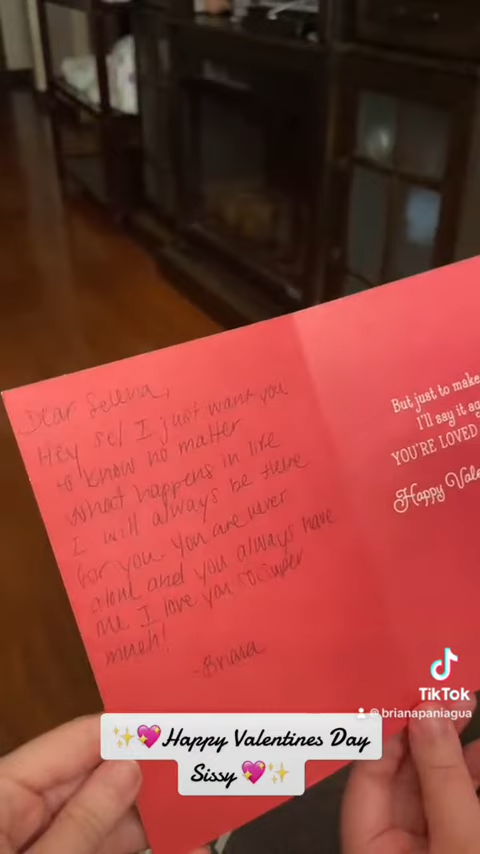 Dear Selena,
Hey sel I just want you
to know no matter
what happens in life
I will always be there
for you. You are never
alone and you always have
me I love you so super
much!
-Briana
But just to make
I'll say it ag
YOU'RE LOVED
Happy Vale
TikTok
@brianapaniagua
✨💖Happy Valentines Day
Sissy💖✨